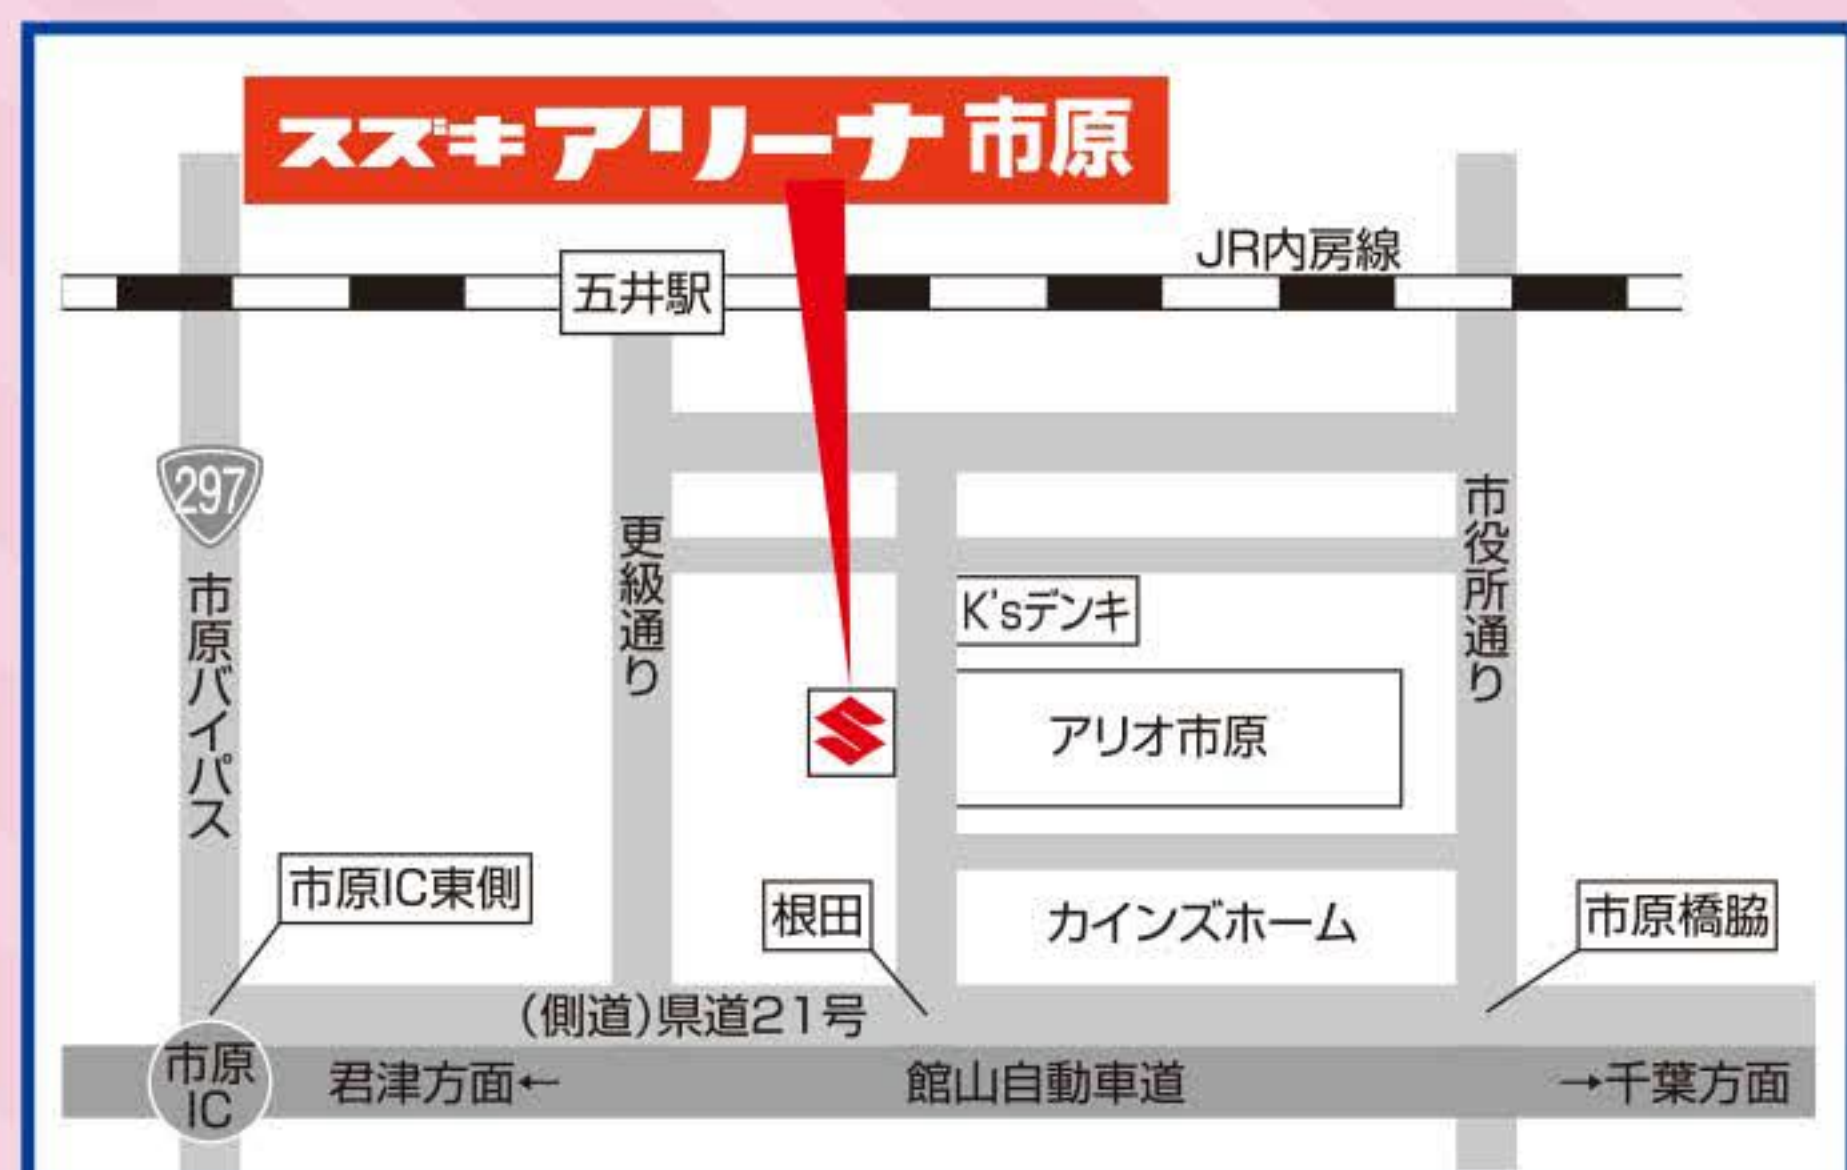 スズキアリーナ 市原
JR内房線
五井駅
297
市原バイパス
更級通り
市役所通り
K'sデンキ
アリオ市原
市原IC東側
根田
カインズホーム
市原橋脇
(側道)県道21号
市原
IC
君津方面←
館山自動車道
→千葉方面